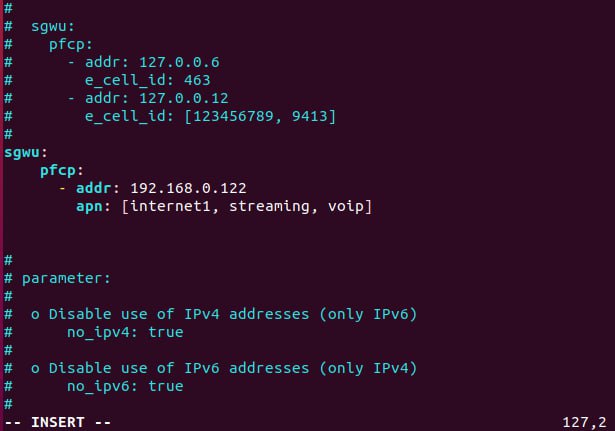 #
#  sgwu:
#    pfcp:
#      - addr: 127.0.0.6
#        e_cell_id: 463
#      - addr: 127.0.0.12
#        e_cell_id: [123456789, 9413]
#
sgwu:
    pfcp:
      - addr: 192.168.0.122
        apn: [internet1, streaming, voip]
#
# parameter:
#
#  o Disable use of IPv4 addresses (only IPv6)
#      no_ipv4: true
#
#  o Disable use of IPv6 addresses (only IPv4)
#      no_ipv6: true
#
-- INSERT -- 127,2